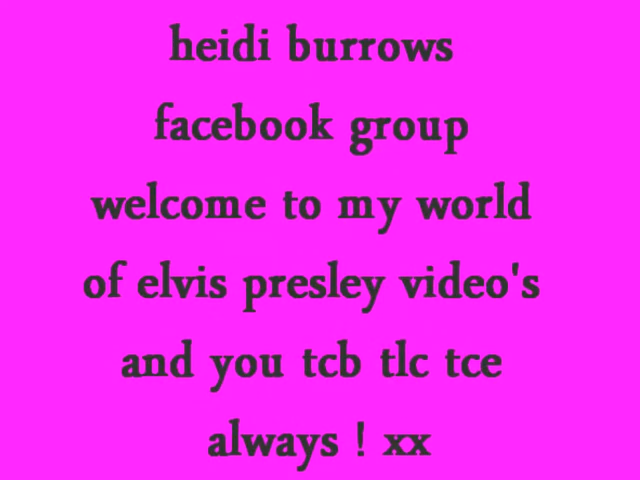 heidi burrows
facebook group
welcome to my world
of elvis presley video's
and you tcb tlc tce
always ! xx